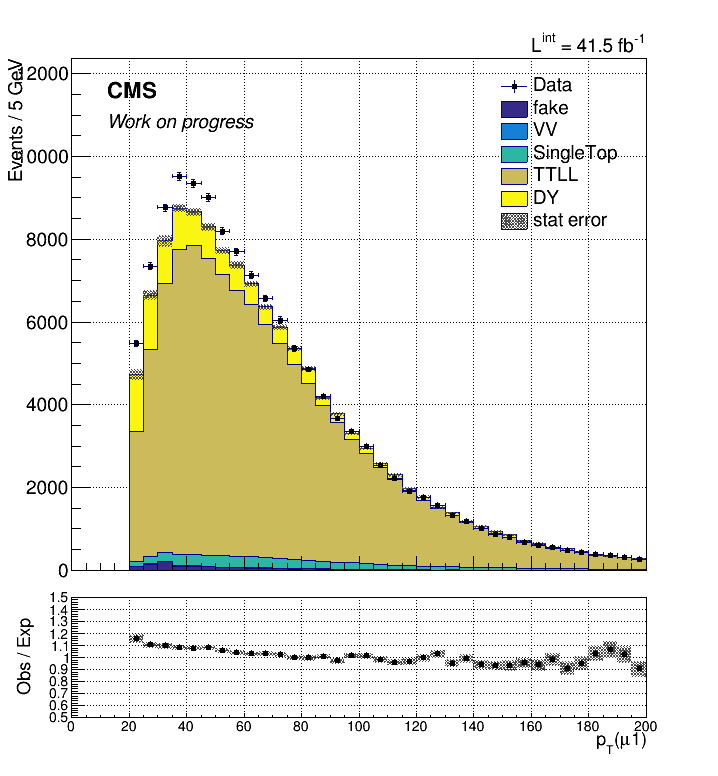 L^int = 41.5 fb^-1
Events / 5 GeV
12000
10000
8000
6000
4000
2000
0
CMS
Work on progress
Data
fake
VV
SingleTop
TTLL
DY
stat error
Obs / Exp
1.5
1.4
1.3
1.2
1.1
1
0.9
0.8
0.7
0.6
0.5
0 20 40 60 80 100 120 140 160 180 200
p_T(μ1)